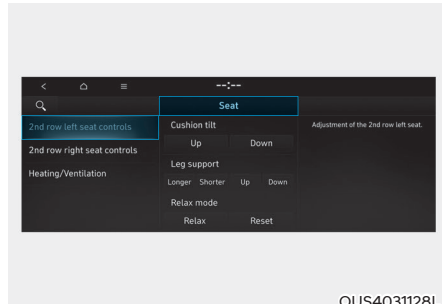 --:--
Seat
2nd row left seat controls
2nd row right seat controls
Heating/Ventilation
Cushion tilt
Up Down
Leg support
Longer Shorter Up Down
Relax mode
Relax Reset
Adjustment of the 2nd row left seat.
OUS4031128L